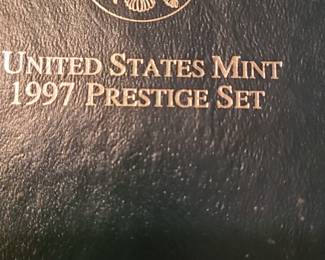 UNITED STATES MINT
1997 PRESTIGE SET